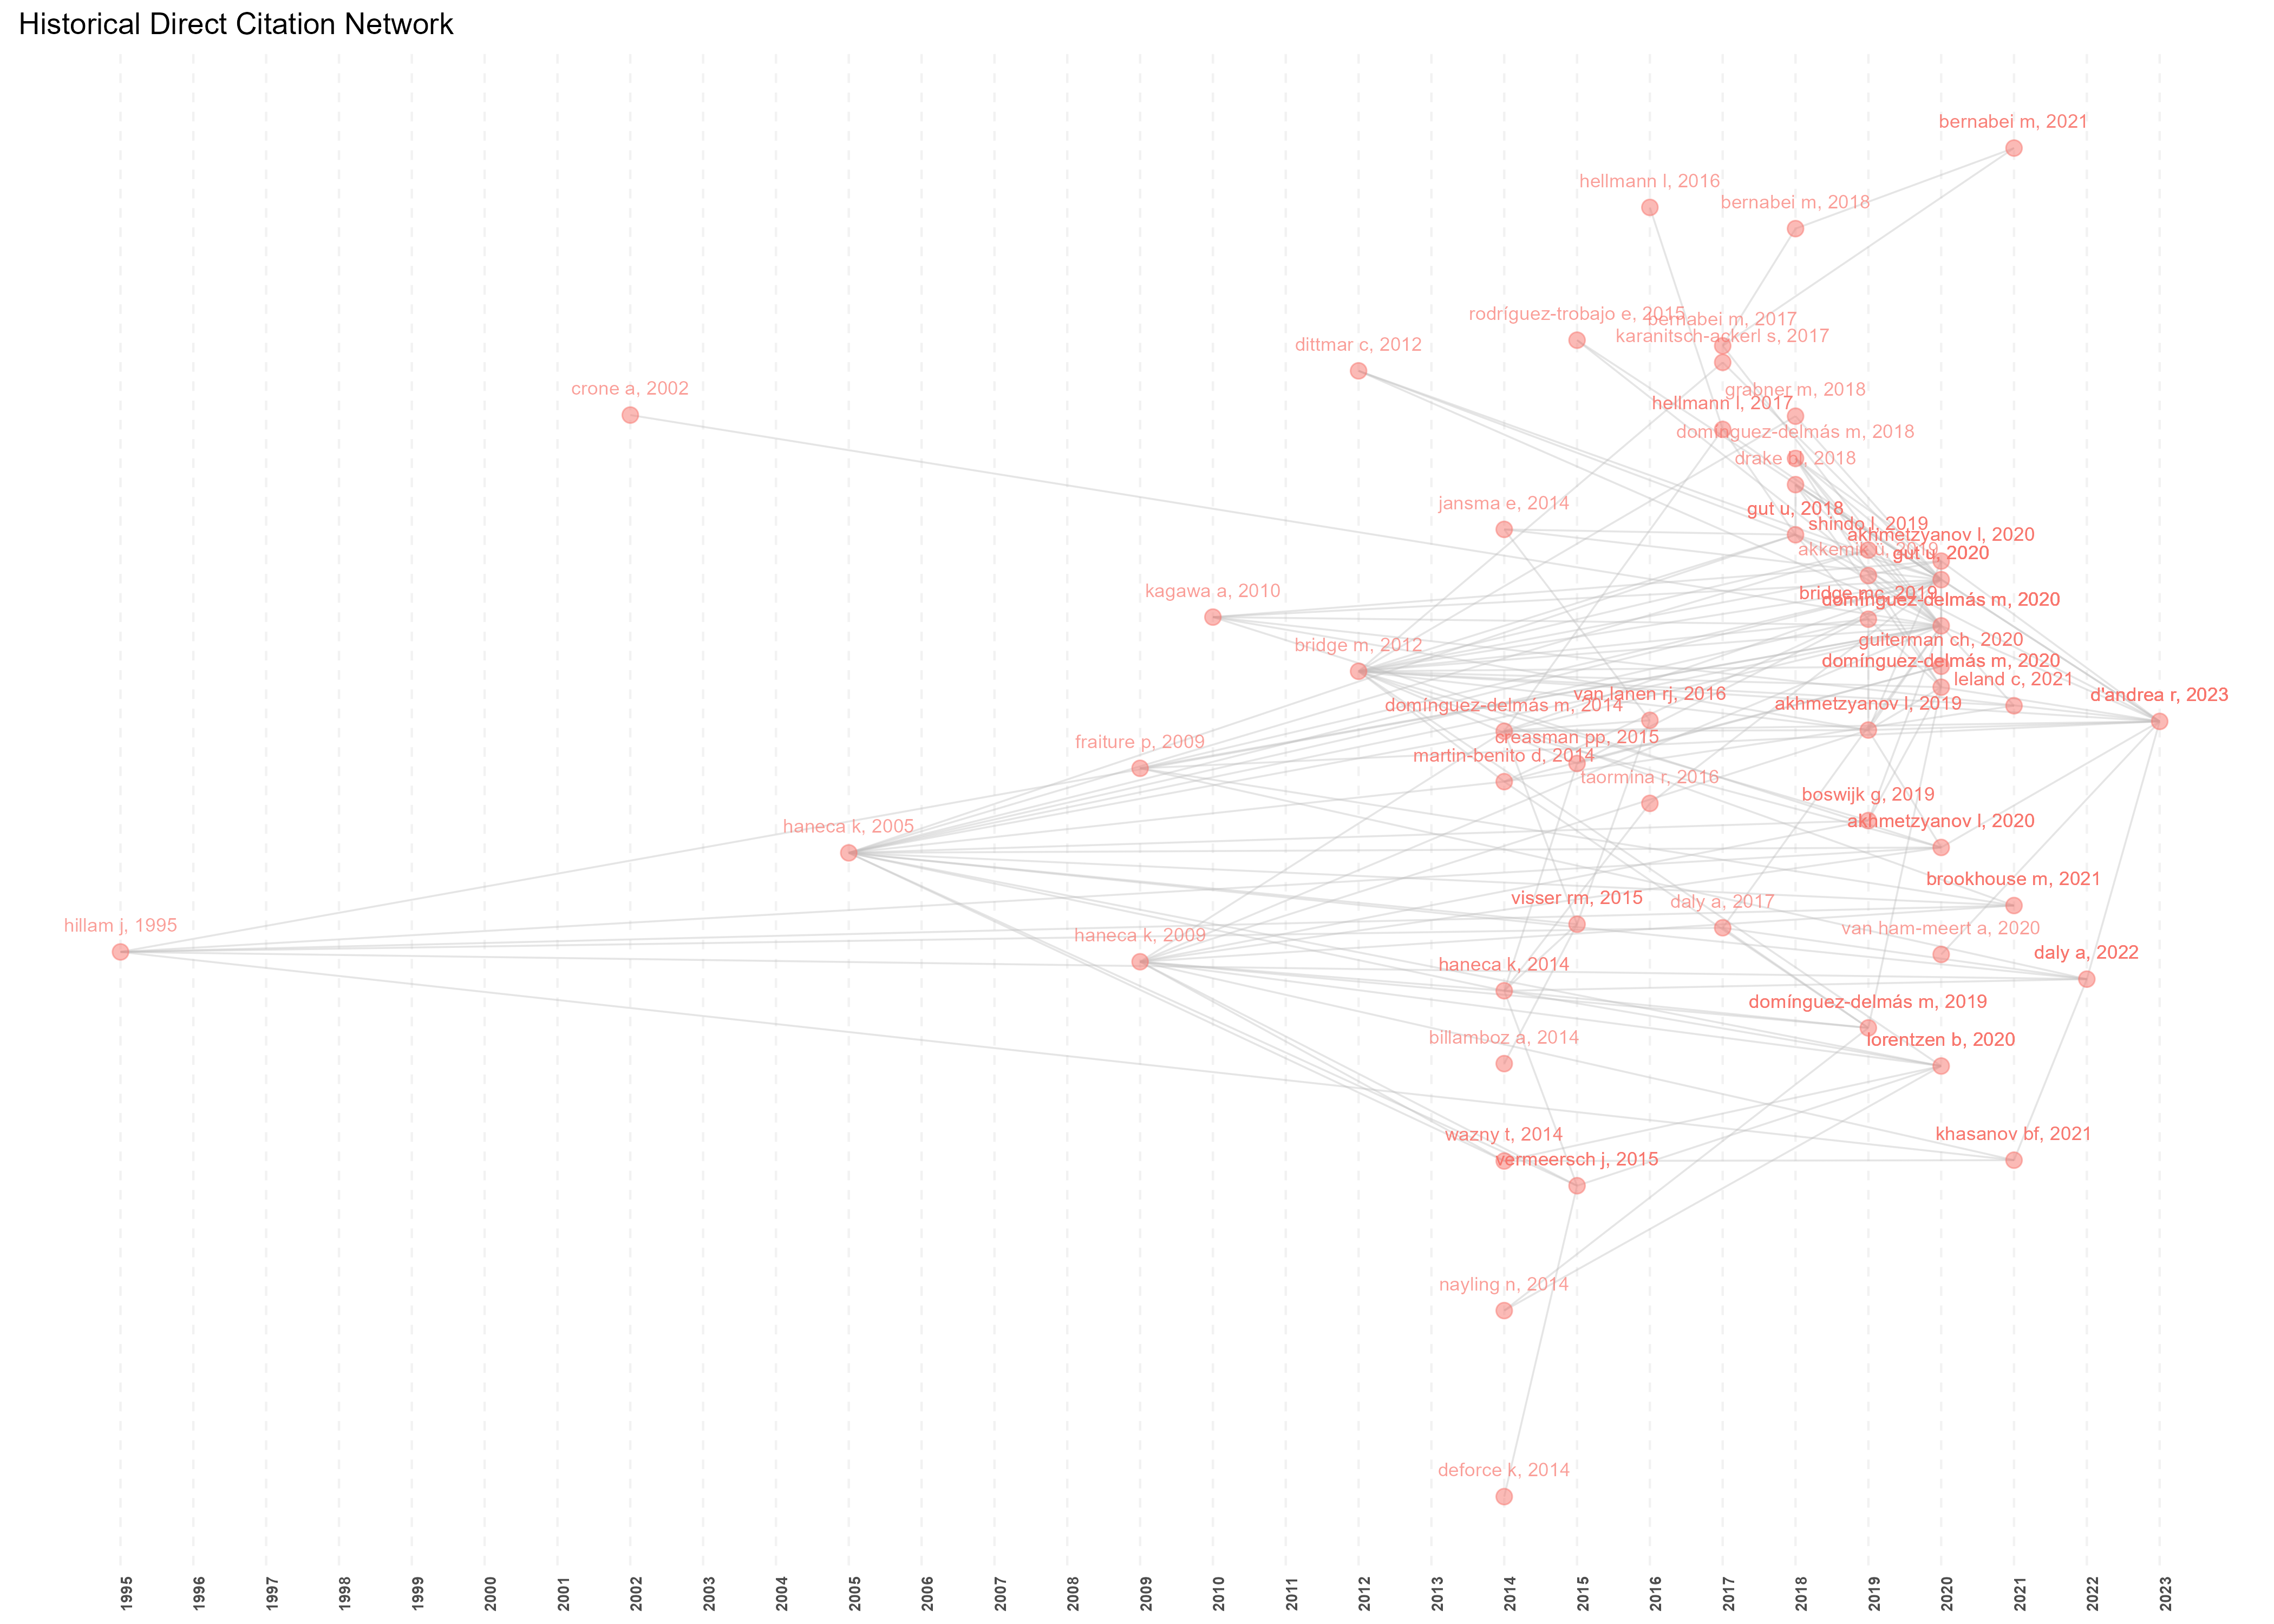 Historical Direct Citation Network
bernabei m, 2021
hellmann l, 2016
bernabei m, 2018
rodríguez-trobajo e, 2015
bernabei m, 2017
karanitsch-ackerl s, 2017
dittmar c, 2012
crone a, 2002
grabner m, 2018
hellmann l, 2017
domínguez-delmás m, 2018
drake bl, 2018
jansma e, 2014
gut u, 2018
shindo l, 2019
akhmetzyanov l, 2020
akkemik ü, 2019
gut u, 2020
kagawa a, 2010
bridge mc, 2019
domínguez-delmás m, 2020
guiterman ch, 2020
bridge m, 2012
domínguez-delmás m, 2020
leland c, 2021
van lanen rj, 2016
d'andrea r, 2023
domínguez-delmás m, 2014
akhmetzyanov l, 2019
creasman pp, 2015
fraiture p, 2009
martin-benito d, 2014
taormina r, 2016
boswijk g, 2019
akhmetzyanov l, 2020
haneca k, 2005
brookhouse m, 2021
visser rm, 2015
daly a, 2017
hillam j, 1995
van ham-meert a, 2020
haneca k, 2009
daly a, 2022
haneca k, 2014
domínguez-delmás m, 2019
billamboz a, 2014
lorentzen b, 2020
wazny t, 2014
khasanov bf, 2021
vermeersch j, 2015
nayling n, 2014
deforce k, 2014
1995
1996
1997
1998
1999
2000
2001
2002
2003
2004
2005
2006
2007
2008
2009
2010
2011
2012
2013
2014
2015
2016
2017
2018
2019
2020
2021
2022
2023